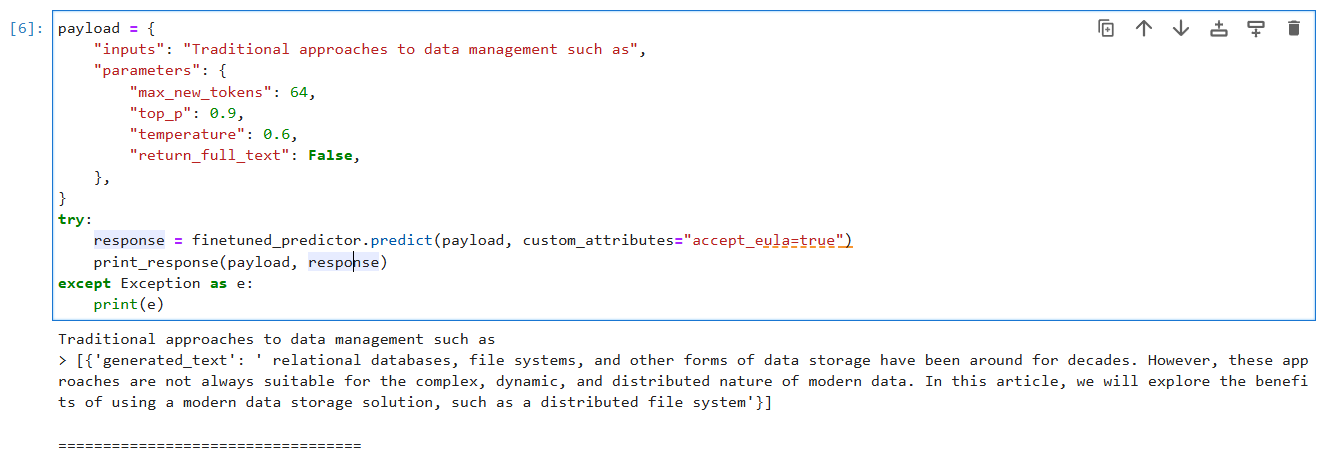 [6]: payload = {
    "inputs": "Traditional approaches to data management such as",
    "parameters": {
        "max_new_tokens": 64,
        "top_p": 0.9,
        "temperature": 0.6,
        "return_full_text": False,
    },
}
try:
    response = finetuned_predictor.predict(payload, custom_attributes="accept_eula=true")
    print_response(payload, response)
except Exception as e:
    print(e)
Traditional approaches to data management such as
> [{'generated_text': ' relational databases, file systems, and other forms of data storage have been around for decades. However, these app
roaches are not always suitable for the complex, dynamic, and distributed nature of modern data. In this article, we will explore the benefi
ts of using a modern data storage solution, such as a distributed file system'}]
==================================